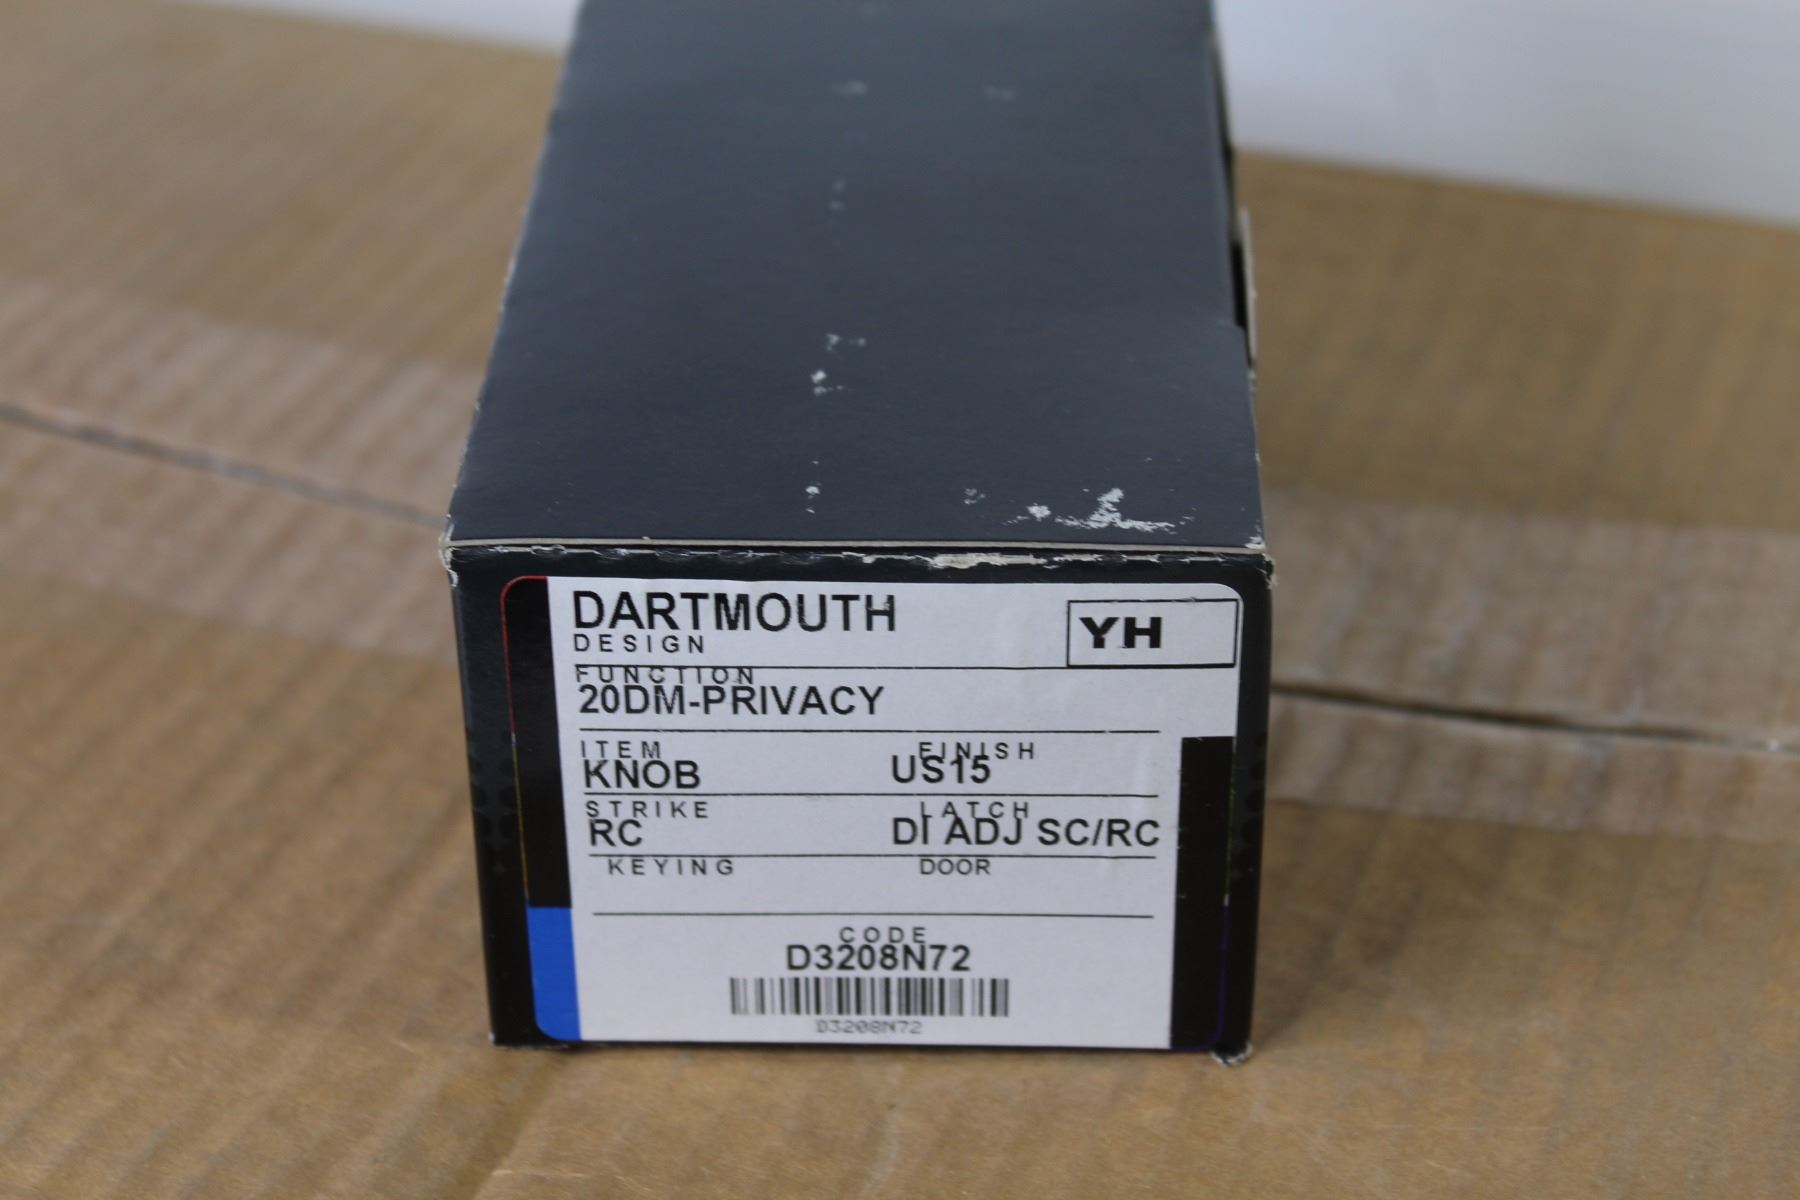 DARTMOUTH
DESIGN
YH
FUNCTION
20DM-PRIVACY
ITEM FINISH
KNOB US15
STRIKE LATCH
RC DI ADJ SC/RC
KEYING DOOR
CODE
D3208N72
D3208N72